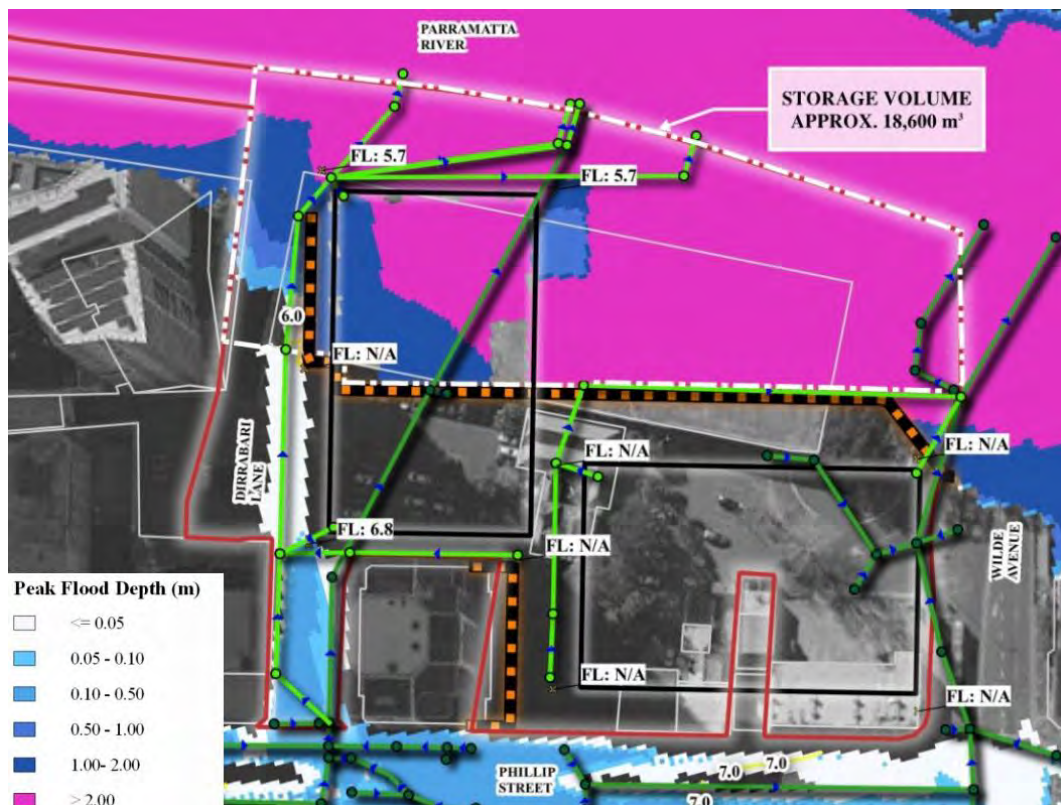 PARRAMATTA
RIVER
STORAGE VOLUME
APPROX. 18,600 m³
FL: 5.7
FL: 5.7
6.0
FL: N/A
FL: N/A
FL: N/A
DIRRABARI
LANE
FL: 6.8
FL: N/A
WILDE
AVENUE
Peak Flood Depth (m)
<= 0.05
0.05 - 0.10
0.10 - 0.50
0.50 - 1.00
1.00- 2.00
> 2.00
FL: N/A
FL: N/A
PHILLIP
STREET
7.0
7.0
7.0